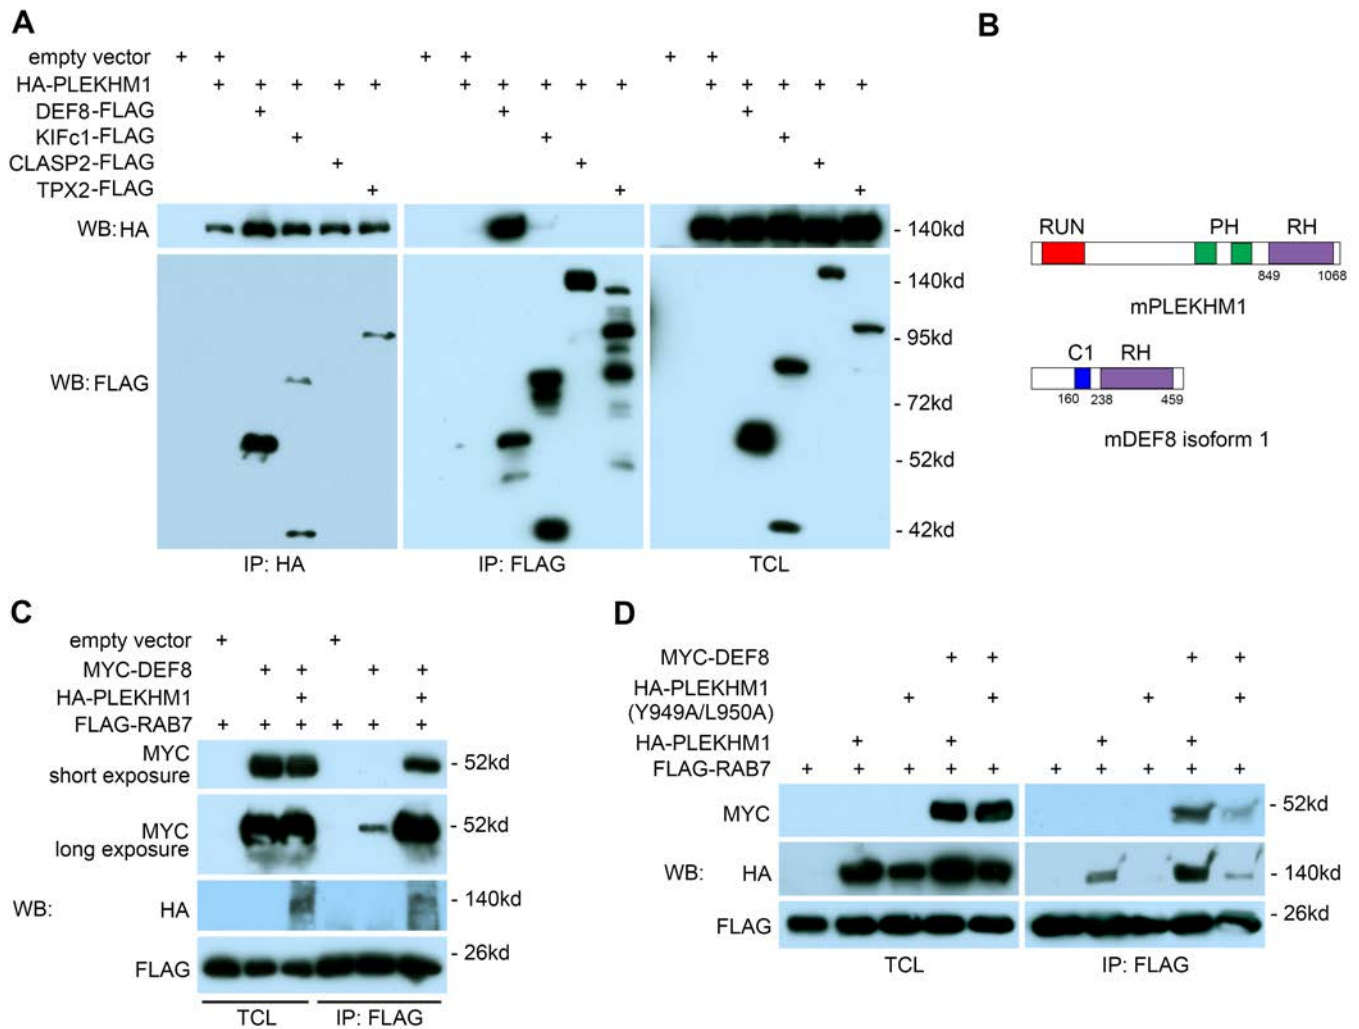 A
empty vector + + + + + +
HA-PLEKHM1 + + + + + + + + + + + + + + +
DEF8-FLAG + + +
KIFc1-FLAG + + +
CLASP2-FLAG + + +
TPX2-FLAG + + +
WB: HA - 140kd
- 140kd
- 95kd
WB: FLAG
- 72kd
- 52kd
- 42kd
IP: HA IP: FLAG TCL
B
RUN PH RH
849 1068
mPLEKHM1
C1 RH
160 238 459
mDEF8 isoform 1
C
empty vector + +
MYC-DEF8 + + + +
HA-PLEKHM1 + +
FLAG-RAB7 + + + + + +
MYC
short exposure
- 52kd
MYC
long exposure
- 52kd
WB: HA - 140kd
FLAG - 26kd
TCL IP: FLAG
D
MYC-DEF8 + + + +
HA-PLEKHM1
(Y949A/L950A) + + + +
HA-PLEKHM1 + + + +
FLAG-RAB7 + + + + + + + + + +
MYC - 52kd
WB: HA - 140kd
FLAG - 26kd
TCL IP: FLAG